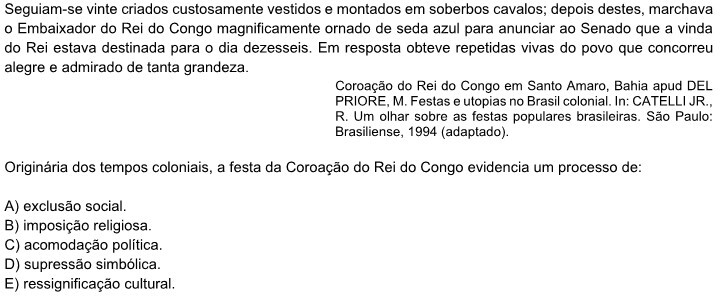 Seguiam-se vinte criados custosamente vestidos e montados em soberbos cavalos; depois destes, marchava
o Embaixador do Rei do Congo magnificamente ornado de seda azul para anunciar ao Senado que a vinda
do Rei estava destinada para o dia dezesseis. Em resposta obteve repetidas vivas do povo que concorreu
alegre e admirado de tanta grandeza.
Coroação do Rei do Congo em Santo Amaro, Bahia apud DEL
PRIORE, M. Festas e utopias no Brasil colonial. In: CATELLI JR.,
R. Um olhar sobre as festas populares brasileiras. São Paulo:
Brasiliense, 1994 (adaptado).
Originária dos tempos coloniais, a festa da Coroação do Rei do Congo evidencia um processo de:
A) exclusão social.
B) imposição religiosa.
C) acomodação política.
D) supressão simbólica.
E) ressignificação cultural.